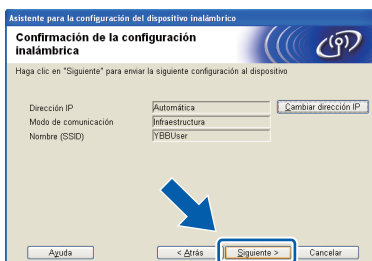 Asistente para la configuración del dispositivo inalámbrico
Confirmación de la configuración
inalámbrica
Haga clic en "Siguiente" para enviar la siguiente configuración al dispositivo
Dirección IP
Automática
Cambiar dirección IP
Modo de comunicación
Infraestructura
Nombre (SSID)
YBBUser
Ayuda
< Atrás
Siguiente >
Cancelar